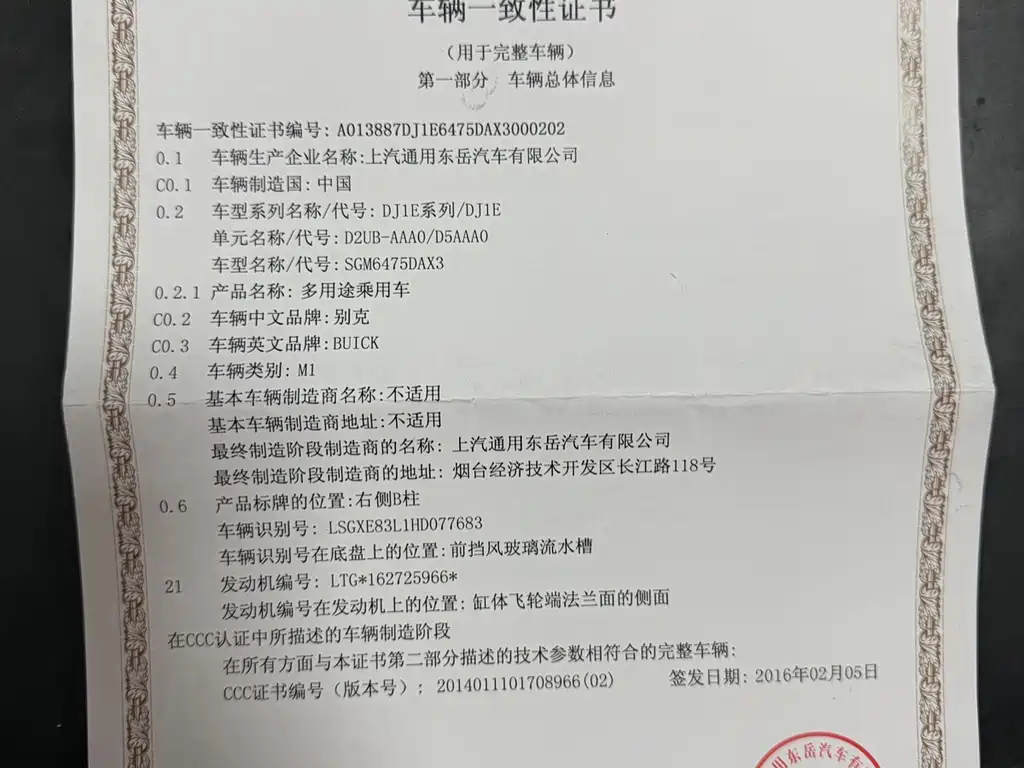 车辆一致性证书
（用于完整车辆）
第一部分 车辆总体信息
车辆一致性证书编号: A013887DJ1E6475DAX3000202
0.1 车辆生产企业名称:上汽通用东岳汽车有限公司
C0.1 车辆制造国: 中国
0.2 车型系列名称/代号: DJ1E系列/DJ1E
单元名称/代号: D2UB-AAA0/D5AAA0
车型名称/代号: SGM6475DAX3
0.2.1 产品名称: 多用途乘用车
C0.2 车辆中文品牌: 别克
C0.3 车辆英文品牌:BUICK
0.4 车辆类别: M1
0.5 基本车辆制造商名称:不适用
基本车辆制造商地址:不适用
最终制造阶段制造商的名称: 上汽通用东岳汽车有限公司
最终制造阶段制造商的地址: 烟台经济技术开发区长江路118号
0.6 产品标牌的位置:右侧B柱
车辆识别号: LSGXE83L1HD077683
车辆识别号在底盘上的位置: 前挡风玻璃流水槽
21 发动机编号: LTG*162725966*
发动机编号在发动机上的位置: 缸体飞轮端法兰面的侧面
在CCC认证中所描述的车辆制造阶段
在所有方面与本证书第二部分描述的技术参数相符合的完整车辆:
CCC证书编号（版本号）: 2014011101708966(02) 签发日期: 2016年02月05日
用东岳汽车有